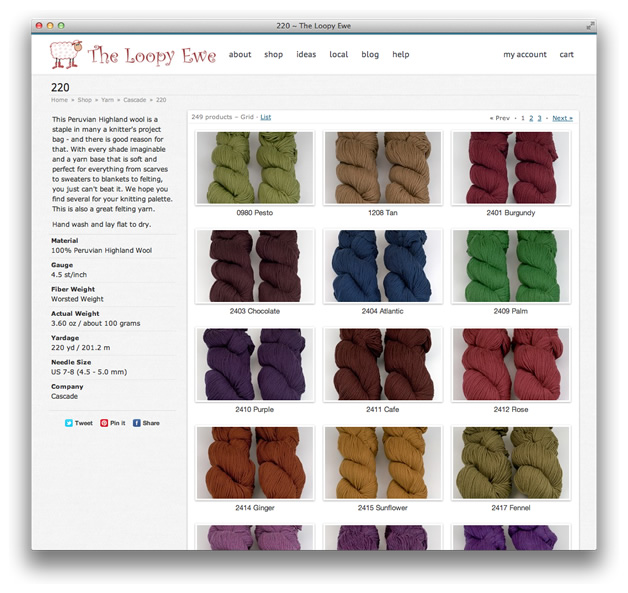 220 – The Loopy Ewe
The Loopy Ewe
about shop ideas local blog help
my account cart
220
Home » Shop » Yarn » Cascade » 220
This Peruvian Highland wool is a
staple in many a knitter's project
bag - and there is good reason for
that. With every shade imaginable
and a yarn base that is soft and
perfect for everything from scarves
to sweaters to blankets to felting,
you just can't beat it. We hope you
find several for your knitting palette.
This is also a great felting yarn.
Hand wash and lay flat to dry.
Material
100% Peruvian Highland Wool
Gauge
4.5 st/inch
Fiber Weight
Worsted Weight
Actual Weight
3.60 oz / about 100 grams
Yardage
220 yd / 201.2 m
Needle Size
US 7-8 (4.5 - 5.0 mm)
Company
Cascade
Tweet Pin it Share
249 products – Grid · List
« Prev · 1 2 3 · Next »
0980 Pesto
1208 Tan
2401 Burgundy
2403 Chocolate
2404 Atlantic
2409 Palm
2410 Purple
2411 Cafe
2412 Rose
2414 Ginger
2415 Sunflower
2417 Fennel